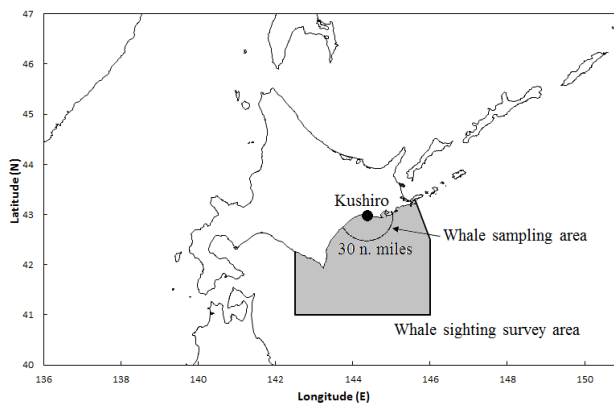 47
46
45
44
43
42
41
40
Latitude (N)
Kushiro
Whale sampling area
30 n. miles
Whale sighting survey area
136 138 140 142 144 146 148 150
Longitude (E)